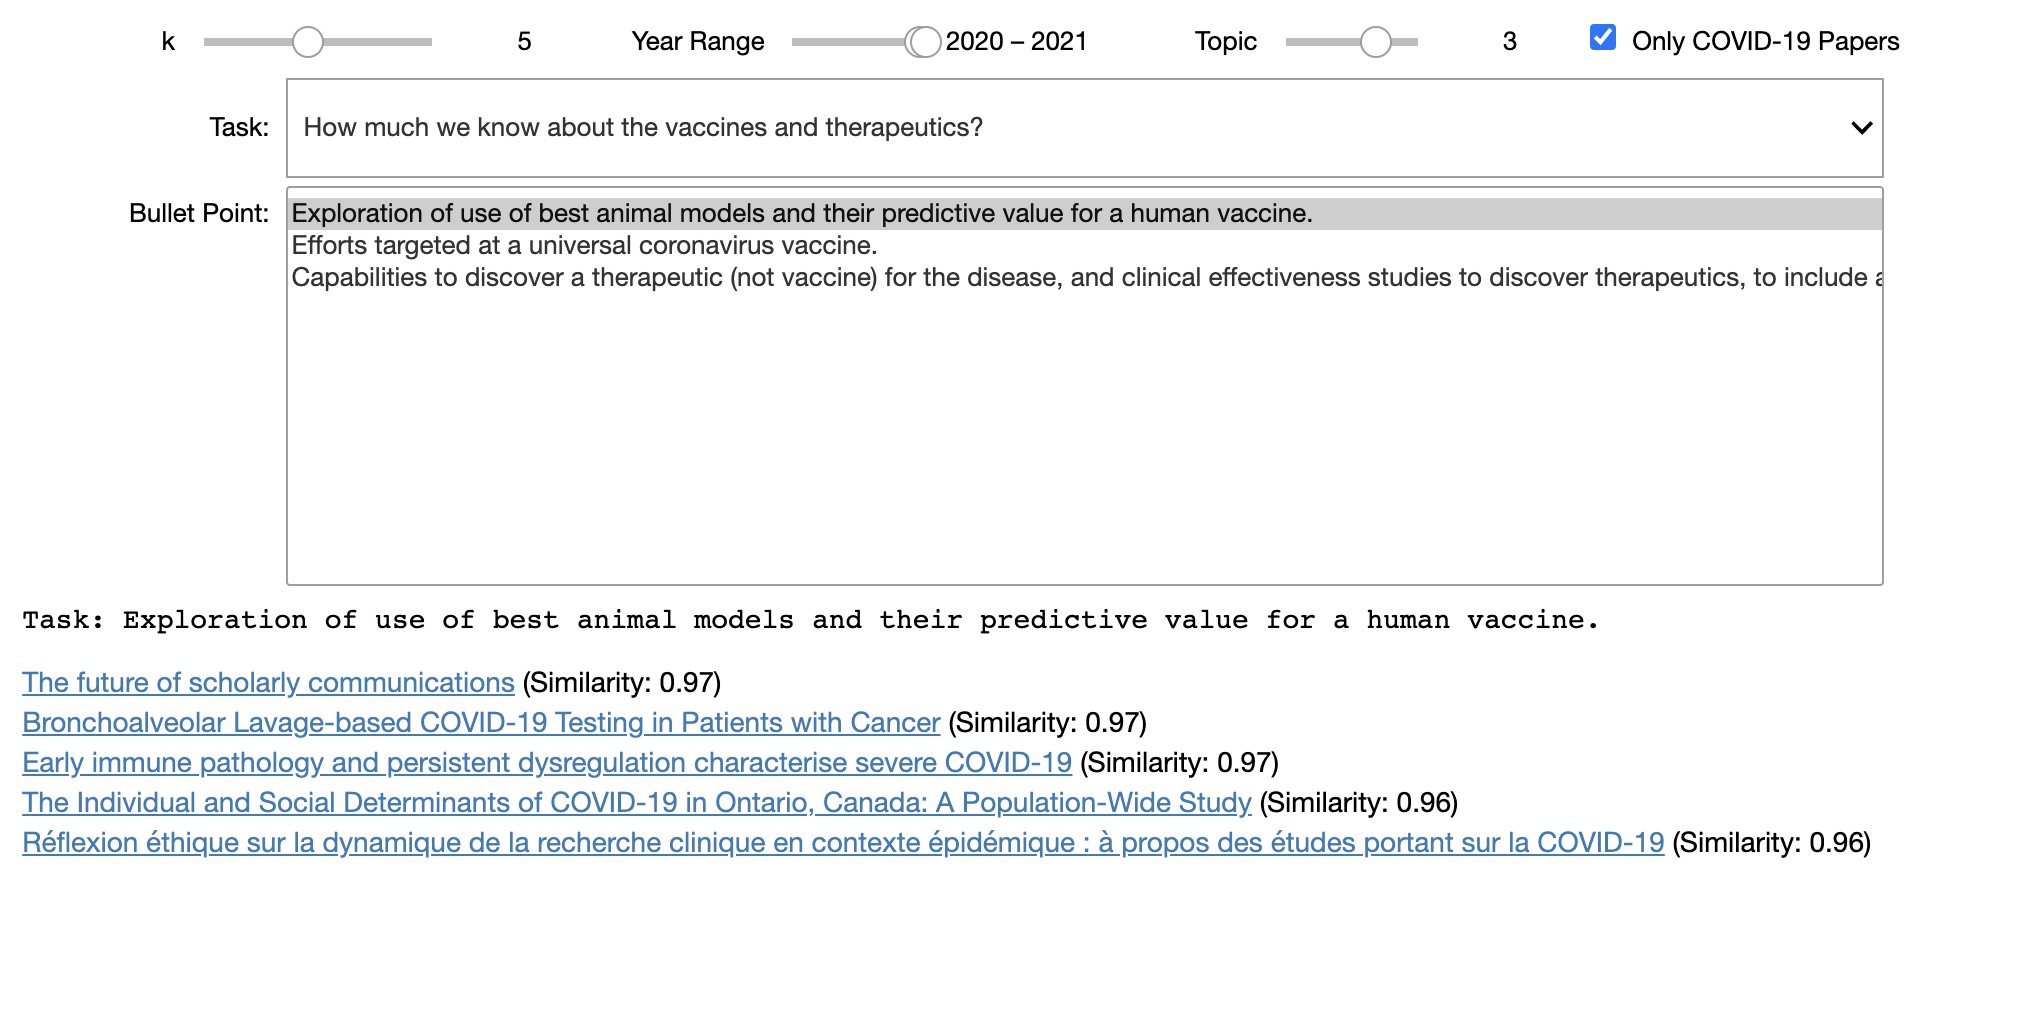 k 5 Year Range 2020 – 2021 Topic 3 Only COVID-19 Papers
Task: How much we know about the vaccines and therapeutics?
Bullet Point: Exploration of use of best animal models and their predictive value for a human vaccine.
Efforts targeted at a universal coronavirus vaccine.
Capabilities to discover a therapeutic (not vaccine) for the disease, and clinical effectiveness studies to discover therapeutics, to include
Task: Exploration of use of best animal models and their predictive value for a human vaccine.
The future of scholarly communications (Similarity: 0.97)
Bronchoalveolar Lavage-based COVID-19 Testing in Patients with Cancer (Similarity: 0.97)
Early immune pathology and persistent dysregulation characterise severe COVID-19 (Similarity: 0.97)
The Individual and Social Determinants of COVID-19 in Ontario, Canada: A Population-Wide Study (Similarity: 0.96)
Réflexion éthique sur la dynamique de la recherche clinique en contexte épidémique : à propos des études portant sur la COVID-19 (Similarity: 0.96)